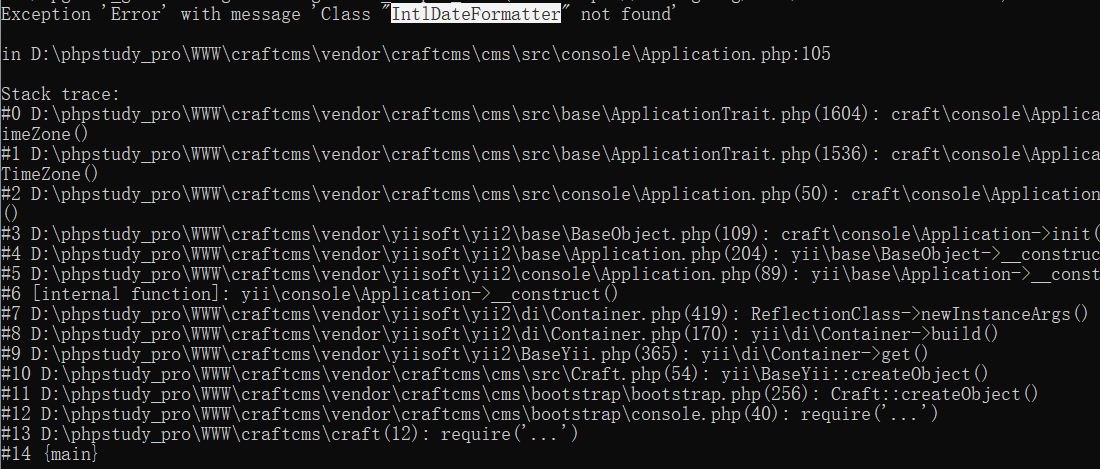 Exception 'Error' with message 'Class "IntlDateFormatter" not found'
in D:\phpstudy_pro\WWW\craftcms\vendor\craftcms\cms\src\console\Application.php:105
Stack trace:
#0 D:\phpstudy_pro\WWW\craftcms\vendor\craftcms\cms\src\base\ApplicationTrait.php(1604): craft\console\Applica
imeZone()
#1 D:\phpstudy_pro\WWW\craftcms\vendor\craftcms\cms\src\base\ApplicationTrait.php(1536): craft\console\Applica
TimeZone()
#2 D:\phpstudy_pro\WWW\craftcms\vendor\craftcms\cms\src\console\Application.php(50): craft\console\Application
()
#3 D:\phpstudy_pro\WWW\craftcms\vendor\yiisoft\yii2\base\BaseObject.php(109): craft\console\Application->init(
#4 D:\phpstudy_pro\WWW\craftcms\vendor\yiisoft\yii2\base\Application.php(204): yii\base\BaseObject->__construc
#5 D:\phpstudy_pro\WWW\craftcms\vendor\yiisoft\yii2\console\Application.php(89): yii\base\Application->__const
#6 [internal function]: yii\console\Application->__construct()
#7 D:\phpstudy_pro\WWW\craftcms\vendor\yiisoft\yii2\di\Container.php(419): ReflectionClass->newInstanceArgs()
#8 D:\phpstudy_pro\WWW\craftcms\vendor\yiisoft\yii2\di\Container.php(170): yii\di\Container->build()
#9 D:\phpstudy_pro\WWW\craftcms\vendor\yiisoft\yii2\BaseYii.php(365): yii\di\Container->get()
#10 D:\phpstudy_pro\WWW\craftcms\vendor\craftcms\cms\src\Craft.php(54): yii\BaseYii::createObject()
#11 D:\phpstudy_pro\WWW\craftcms\vendor\craftcms\cms\bootstrap\bootstrap.php(256): Craft::createObject()
#12 D:\phpstudy_pro\WWW\craftcms\vendor\craftcms\cms\bootstrap\console.php(40): require('...')
#13 D:\phpstudy_pro\WWW\craftcms\craft(12): require('...')
#14 {main}